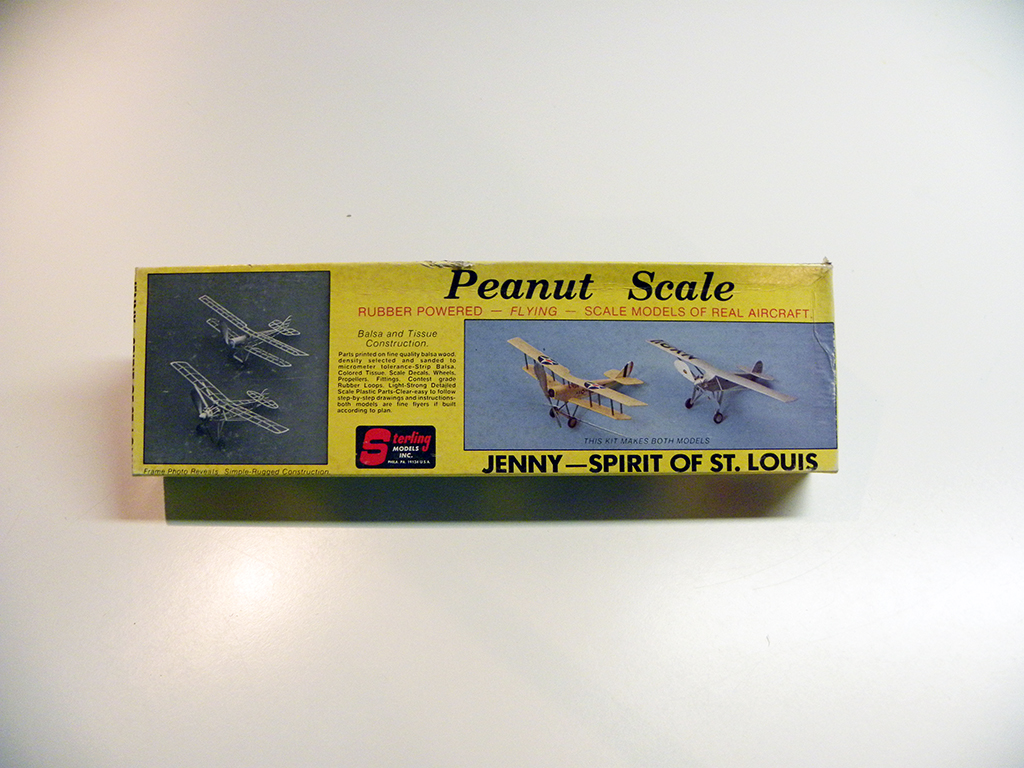 Peanut Scale
RUBBER POWERED — FLYING — SCALE MODELS OF REAL AIRCRAFT.
Balsa and Tissue
Construction.
Parts printed on fine quality balsa wood.
density selected and sanded to
micrometer tolerance-Strip Balsa,
Colored Tissue, Scale Decals, Wheels,
Propellers, Fittings, Contest grade
Rubber Loops, Light-Strong Detailed
Scale Plastic Parts-Clear-easy to follow
step-by-step drawings and instructions-
both models are fine flyers if built
according to plan.
Sterling
MODELS
INC.
PHILA. PA. 19124 U.S.A.
Frame Photo Reveals Simple-Rugged Construction
THIS KIT MAKES BOTH MODELS
JENNY—SPIRIT OF ST. LOUIS